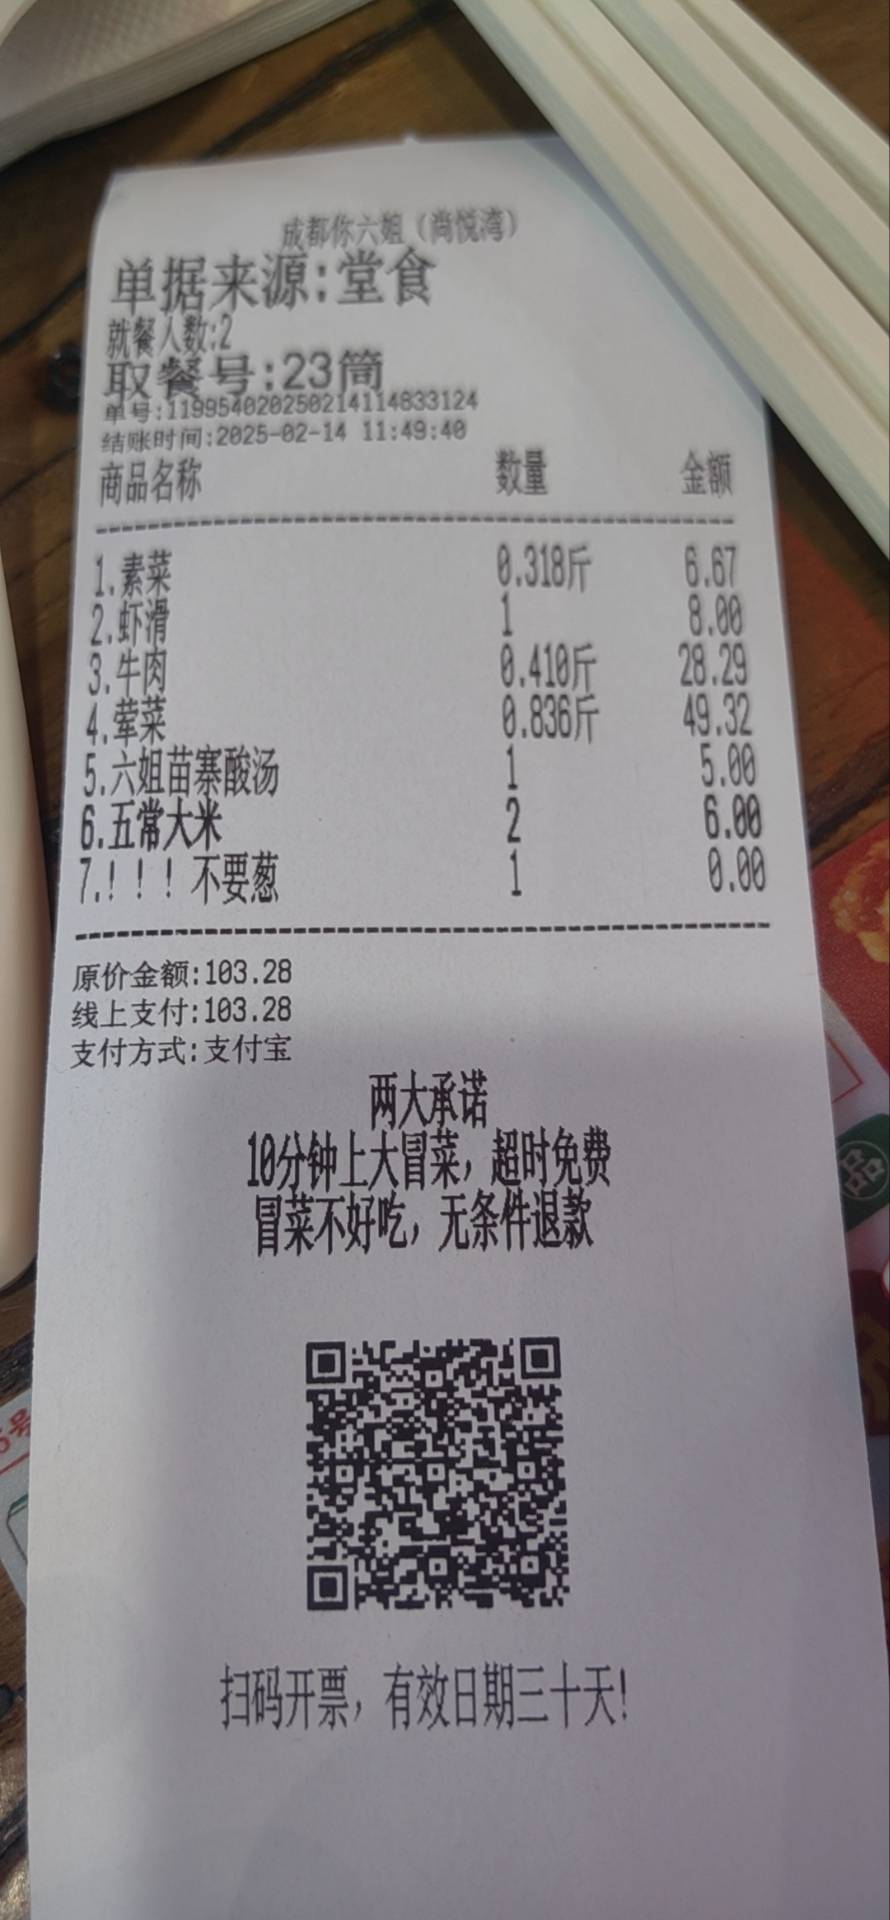 成都你六姐（尚悦湾）
单据来源:堂食
就餐人数:2
取餐号:23筒
单号:119954020250214114833124
结账时间:2025-02-14 11:49:40
商品名称 数量 金额
1.素菜 0.318斤 6.67
2.虾滑 1 8.00
3.牛肉 0.410斤 28.29
4.荤菜 0.836斤 49.32
5.六姐苗寨酸汤 1 5.00
6.五常大米 2 6.00
7.！！！不要葱 1 0.00
原价金额:103.28
线上支付:103.28
支付方式:支付宝
两大承诺
10分钟上大冒菜，超时免费
冒菜不好吃，无条件退款
扫码开票，有效日期三十天!
品
号